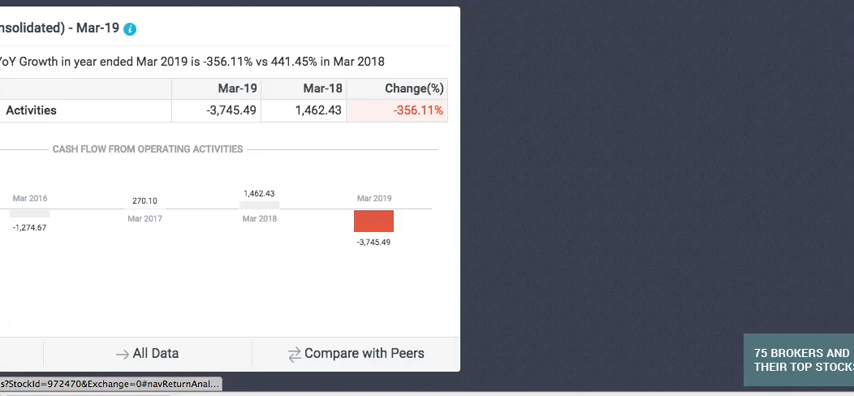 nsolidated) - Mar-19
YoY Growth in year ended Mar 2019 is -356.11% vs 441.45% in Mar 2018
Mar-19 Mar-18 Change(%)
Activities -3,745.49 1,462.43 -356.11%
CASH FLOW FROM OPERATING ACTIVITIES
Mar 2016 270.10 1,462.43 Mar 2019
-1,274.67 Mar 2017 Mar 2018 -3,745.49
All Data Compare with Peers
75 BROKERS AND
THEIR TOP STOCKS
s?StockId=972470&Exchange=0#navReturnAnal...